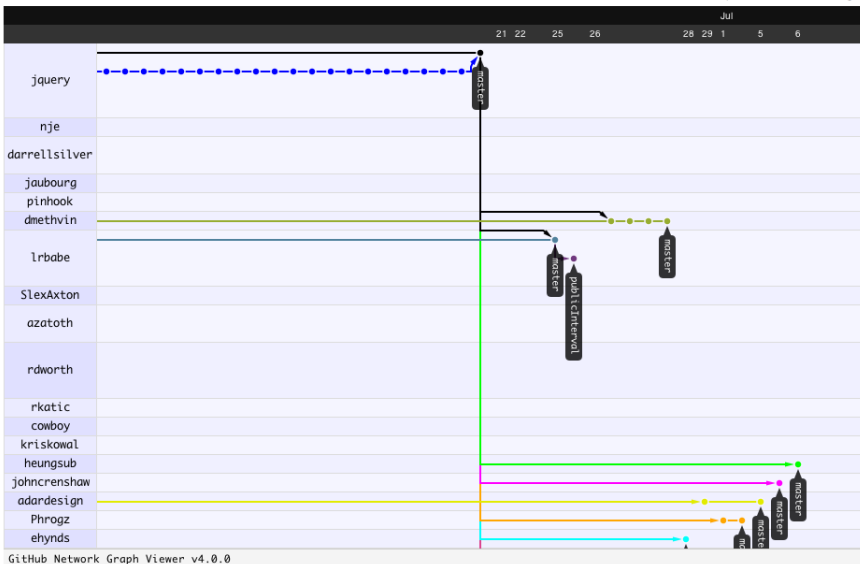 Jul
21 22 25 26 28 29 1 5 6
jquery
master
nje
darrellsilver
jaubourg
pinhook
dmethvin
master
lrbabe
master
publicInterval
SlexAxton
azatoth
rdworth
rkatic
cowboy
kriskowal
heungsub
master
johncrenshaw
master
adardesign
maste
Phrogz
ma
ehynds
GitHub Network Graph Viewer v4.0.0